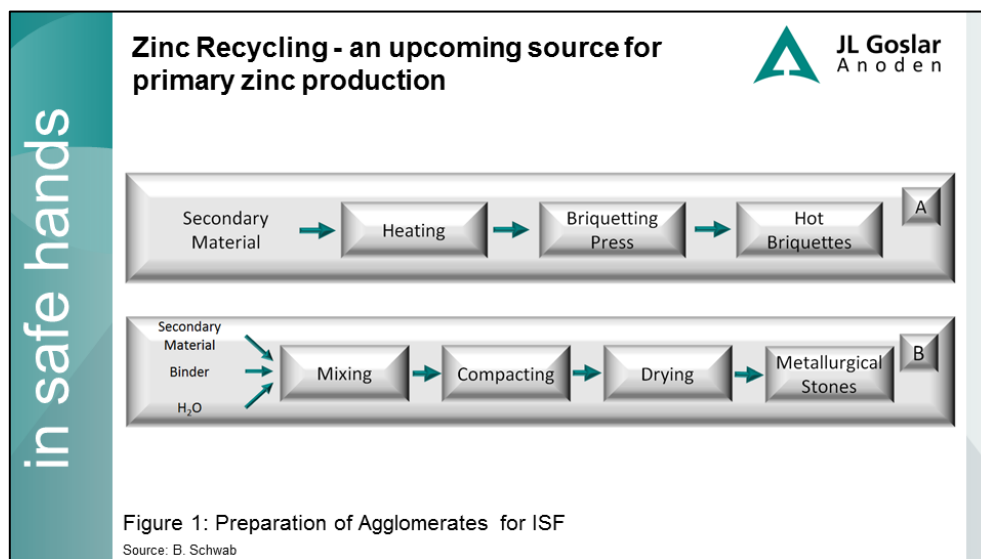 Zinc Recycling - an upcoming source for
primary zinc production
JL Goslar
Anoden
in safe hands
Secondary
Material
Heating
Briquetting
Press
Hot
Briquettes
A
Secondary
Material
Binder
H₂O
Mixing
Compacting
Drying
Metallurgical
Stones
B
Figure 1: Preparation of Agglomerates for ISF
Source: B. Schwab